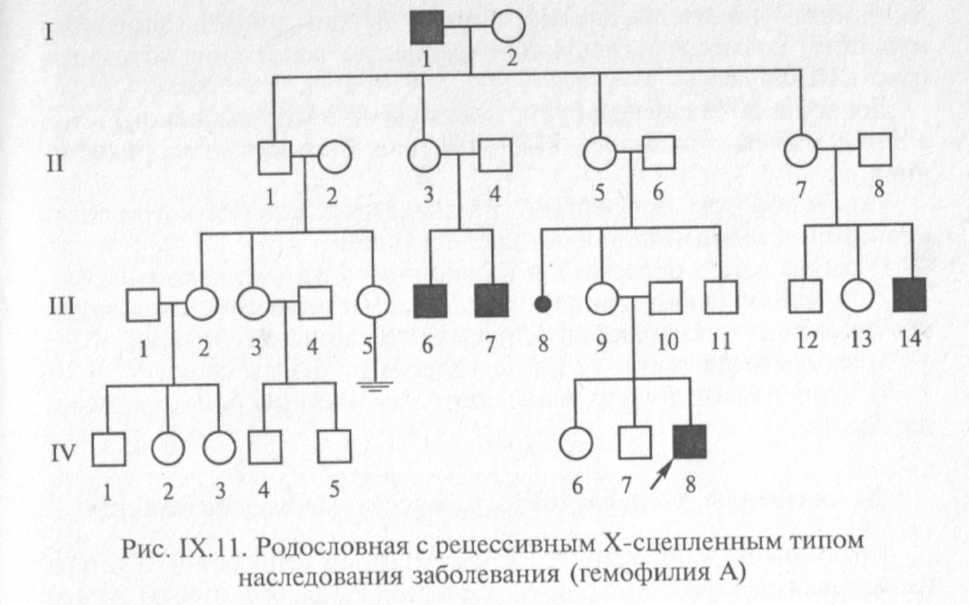 I
1 2
II
1 2 3 4 5 6 7 8
III
1 2 3 4 5 6 7 8 9 10 11 12 13 14
IV
1 2 3 4 5 6 7 8
Рис. IX.11. Родословная с рецессивным X-сцепленным типом
наследования заболевания (гемофилия А)